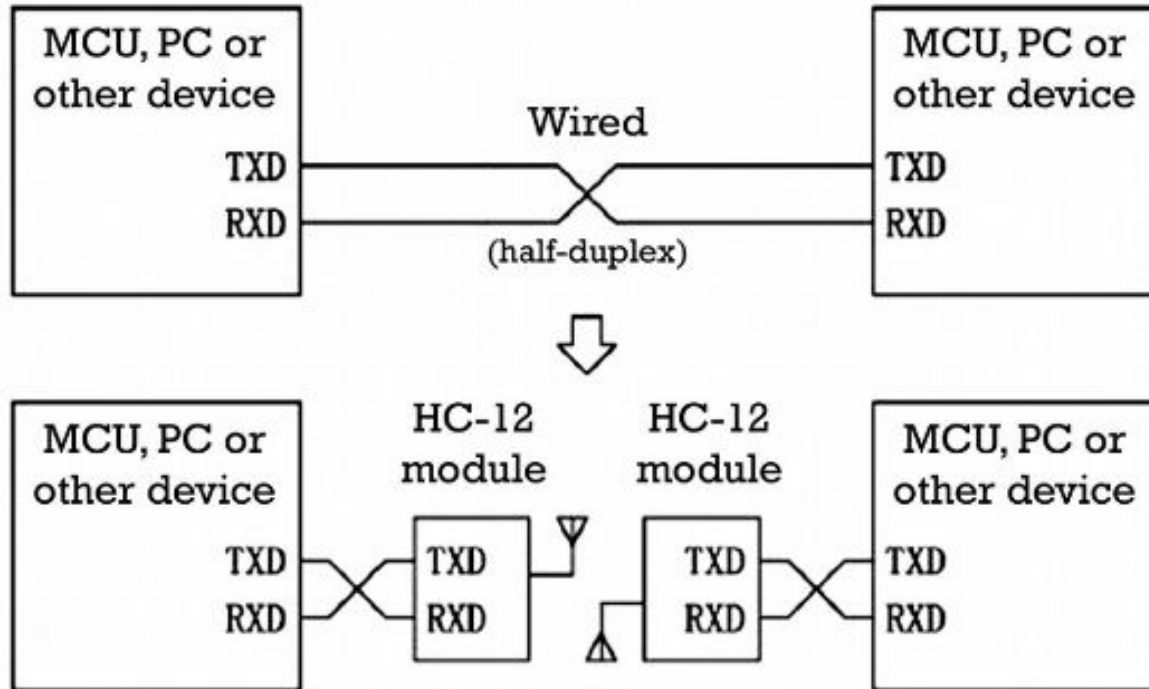 MCU, PC or
other device
TXD
RXD
Wired
(half-duplex)
MCU, PC or
other device
TXD
RXD
MCU, PC or
other device
TXD
RXD
HC-12
module
TXD
RXD
HC-12
module
TXD
RXD
MCU, PC or
other device
TXD
RXD